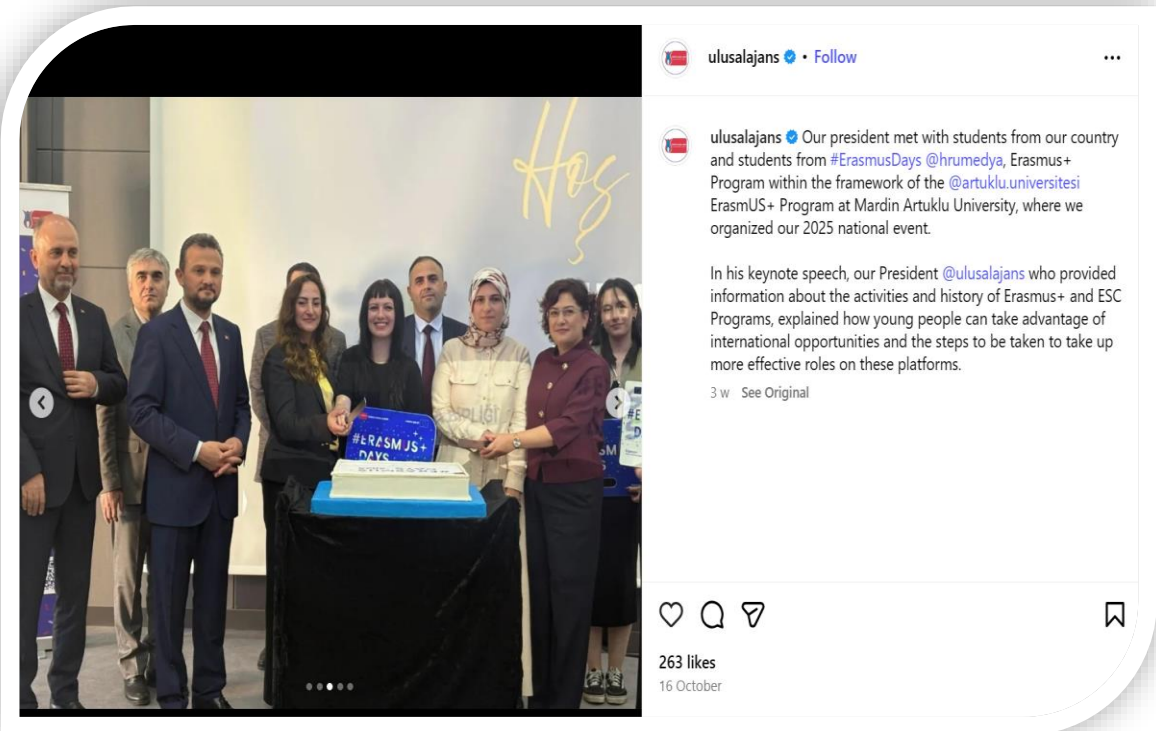 Hoş
#ERASMUS+
DAYS
ulusalajans • Follow
ulusalajans Our president met with students from our country
and students from #ErasmusDays @hrumedya, Erasmus+
Program within the framework of the @artuklu.universitesi
ErasmUS+ Program at Mardin Artuklu University, where we
organized our 2025 national event.
In his keynote speech, our President @ulusalajans who provided
information about the activities and history of Erasmus+ and ESC
Programs, explained how young people can take advantage of
international opportunities and the steps to be taken to take up
more effective roles on these platforms.
3 w See Original
263 likes
16 October